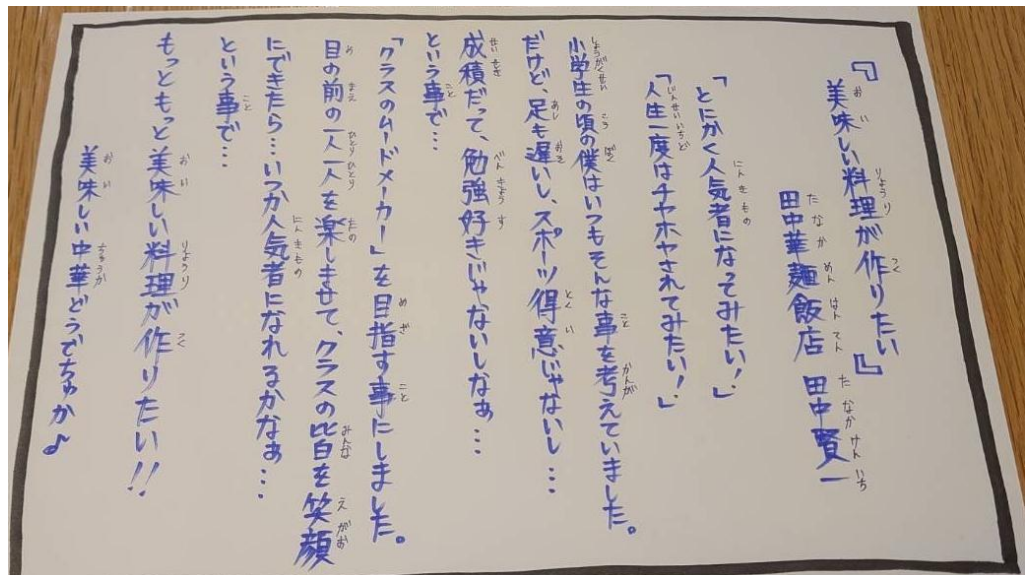 『美味しい料理が作りたい』
田中華麺飯店 田中賢一
「とにかく人気者になってみたい！」
「人生一度はチヤホヤされてみたい！」
小学生の頃の僕はいつもそんな事を考えていました。
だけど、足も遅いし、スポーツ得意じゃないし…
成積だって、勉強好きじゃないしなぁ…
という事で…
「クラスのムードメーカー」を目指す事にしました。
目の前の一人一人を楽しませて、クラスの皆を笑顔
にできたら…いつか人気者になれるかなぁ…
という事で…
もっともっと美味しい料理が作りたい!!
美味しい中華どうでちゅか♪